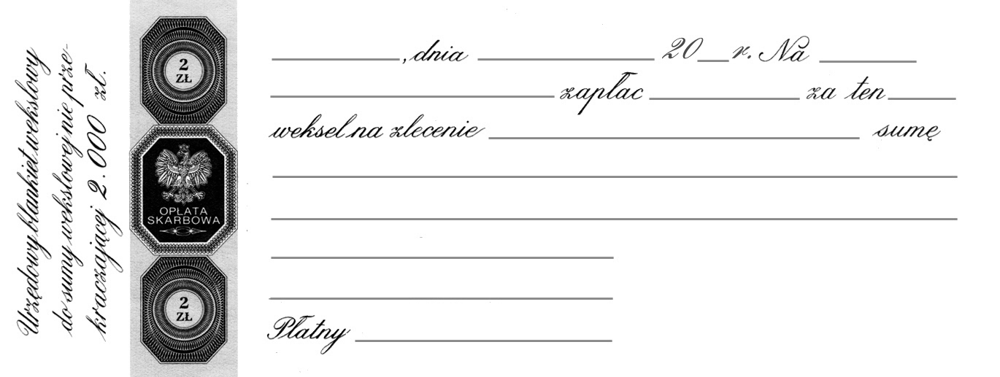 Urzędowy blankiet wekslowy
do sumy wekslowej nie prze-
kraczającej 2.000 zł.
2
ZŁ
OPŁATA
SKARBOWA
2
ZŁ
, dnia 20 r. Na
zapłac za ten
weksel na zlecenie sumę
Płatny